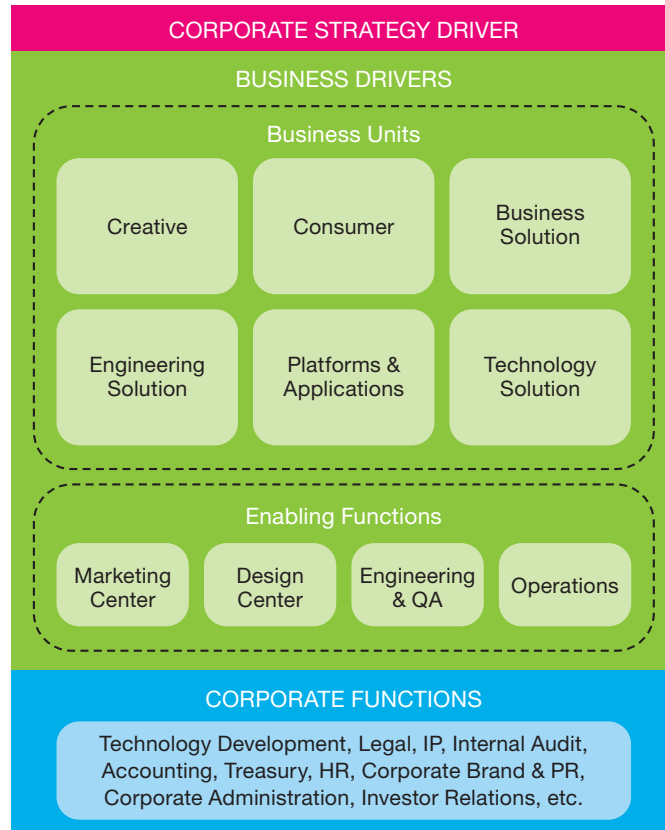 CORPORATE STRATEGY DRIVER
BUSINESS DRIVERS
Business Units
Creative
Consumer
Business
Solution
Engineering
Solution
Platforms &
Applications
Technology
Solution
Enabling Functions
Marketing
Center
Design
Center
Engineering
& QA
Operations
CORPORATE FUNCTIONS
Technology Development, Legal, IP, Internal Audit,
Accounting, Treasury, HR, Corporate Brand & PR,
Corporate Administration, Investor Relations, etc.